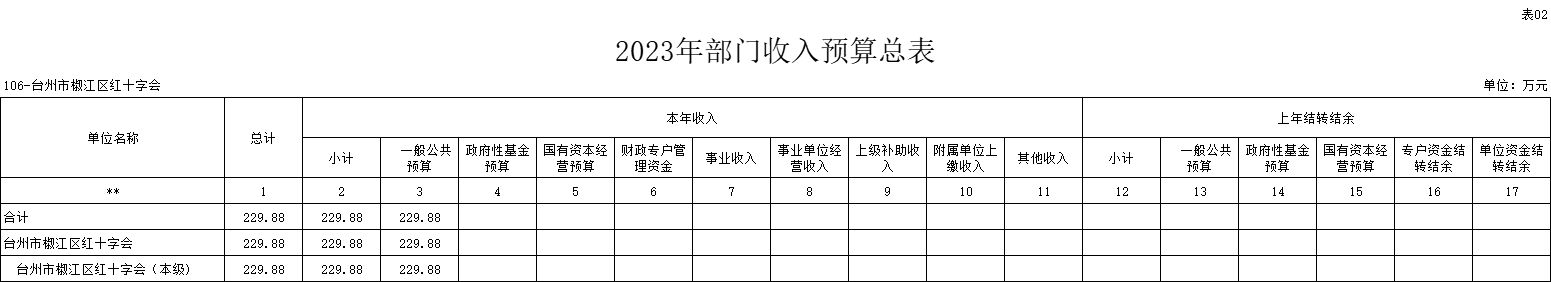 表02
2023年部门收入预算总表
106-台州市椒江区红十字会 单位：万元
单位名称 总计 本年收入 上年结转结余
小计 一般公共预算 政府性基金预算 国有资本经营预算 财政专户管理资金 事业收入 事业单位经营收入 上级补助收入 附属单位上缴收入 其他收入 小计 一般公共预算 政府性基金预算 国有资本经营预算 专户资金结转结余 单位资金结转结余
** 1 2 3 4 5 6 7 8 9 10 11 12 13 14 15 16 17
合计 229.88 229.88 229.88
台州市椒江区红十字会 229.88 229.88 229.88
台州市椒江区红十字会（本级） 229.88 229.88 229.88